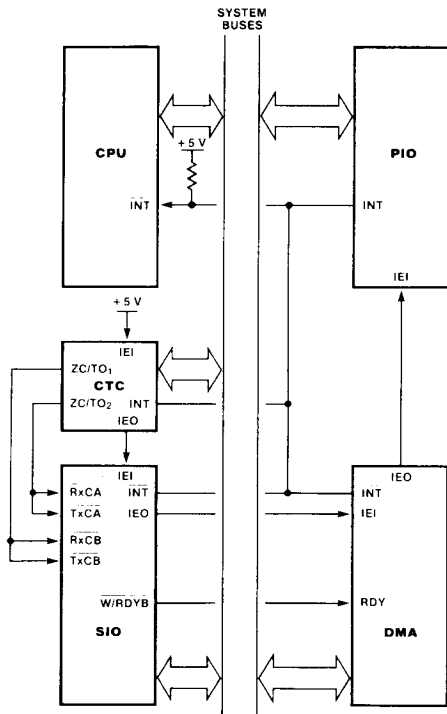 SYSTEM
BUSES
CPU
+ 5 V
PIO
INT
INT
IEI
+ 5 V
IEI
ZC/TO1
CTC
ZC/TO2
INT
IEO
IEI
IEO
RxCA
INT
INT
TxCA
IEO
IEI
RxCB
TxCB
W/RDYB
RDY
SIO
DMA